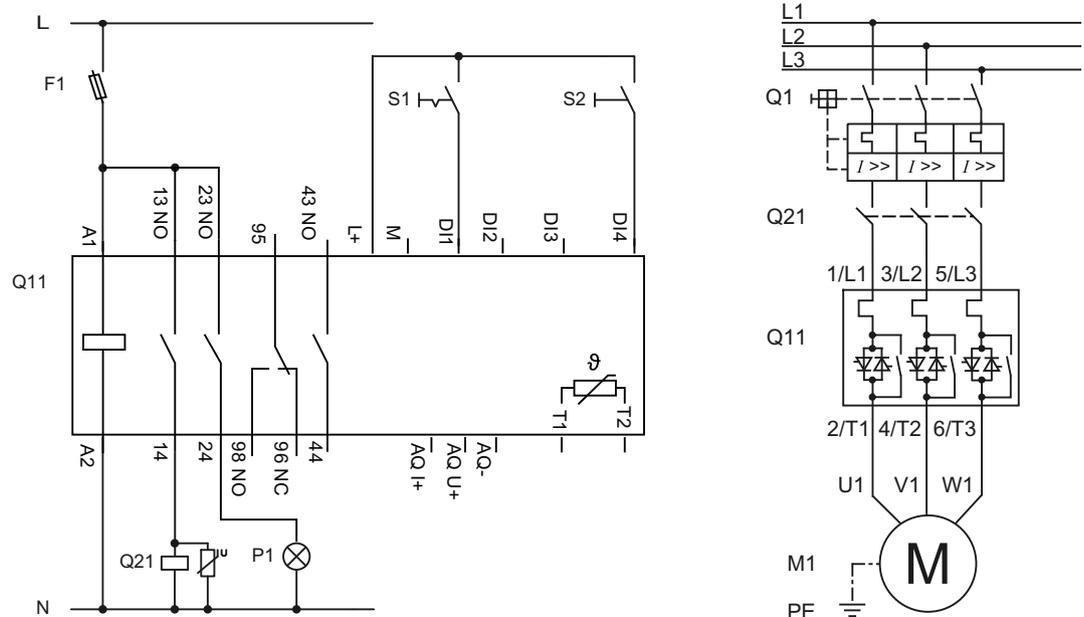 L
F1
S1
S2
A1
13 NO
23 NO
95
43 NO
L+
M
DI1
DI2
DI3
DI4
Q11
ϑ
T1
T2
A2
14
24
98 NO
96 NC
44
AQ I+
AQ U+
AQ-
Q21
U
P1
N
L1
L2
L3
Q1
I >>
I >>
I >>
Q21
1/L1 3/L2 5/L3
Q11
2/T1 4/T2 6/T3
U1 V1 W1
M
M1
PE